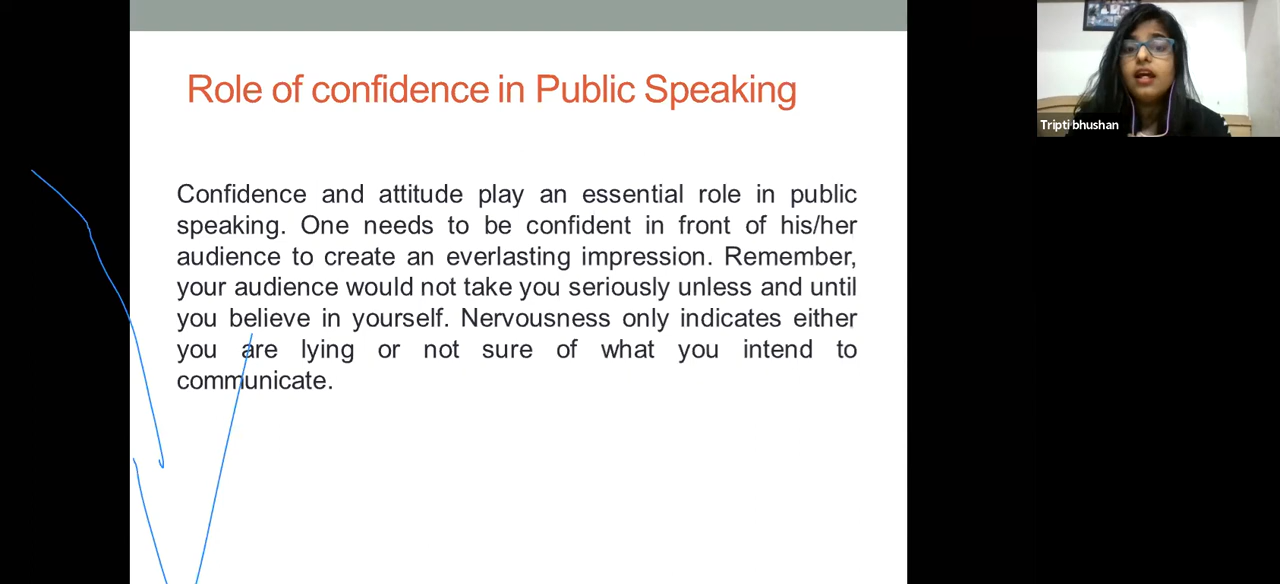 Role of confidence in Public Speaking
Confidence and attitude play an essential role in public
speaking. One needs to be confident in front of his/her
audience to create an everlasting impression. Remember,
your audience would not take you seriously unless and until
you believe in yourself. Nervousness only indicates either
you are lying or not sure of what you intend to
communicate.
Tripti bhushan